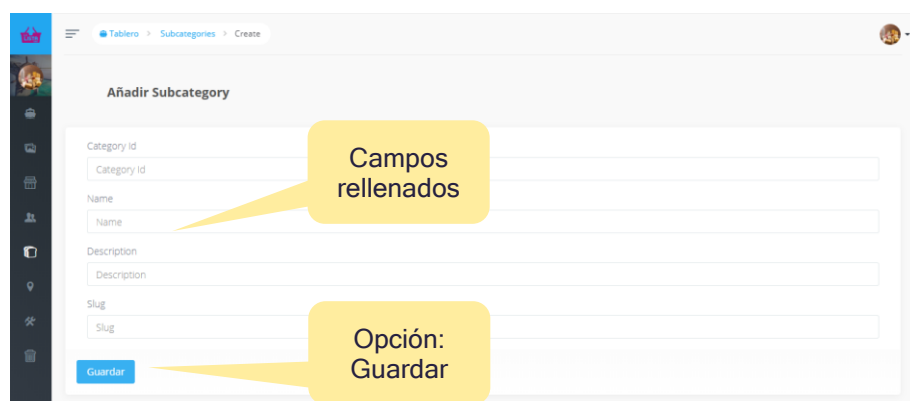 Tablero > Subcategories > Create
Añadir Subcategory
Category Id
Category Id
Name
Name
Description
Description
Slug
Slug
Guardar
Campos
rellenados
Opción:
Guardar